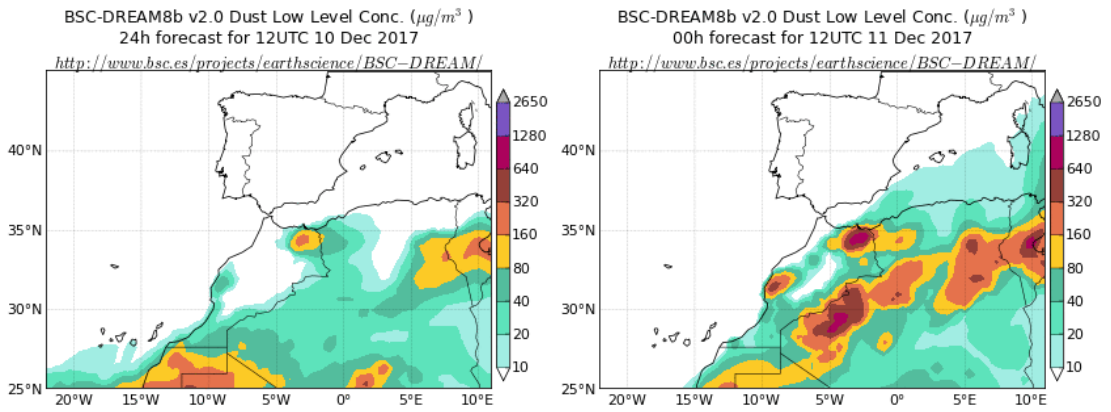 BSC-DREAM8b v2.0 Dust Low Level Conc. (μg/m³ )
24h forecast for 12UTC 10 Dec 2017
http://www.bsc.es/projects/earthscience/BSC−DREAM/
40°N
35°N
30°N
25°N
20°W 15°W 10°W 5°W 0°E 5°E 10°E
2650
1280
640
320
160
80
40
20
10
BSC-DREAM8b v2.0 Dust Low Level Conc. (μg/m³ )
00h forecast for 12UTC 11 Dec 2017
http://www.bsc.es/projects/earthscience/BSC−DREAM/
40°N
35°N
30°N
25°N
20°W 15°W 10°W 5°W 0°E 5°E 10°E
2650
1280
640
320
160
80
40
20
10